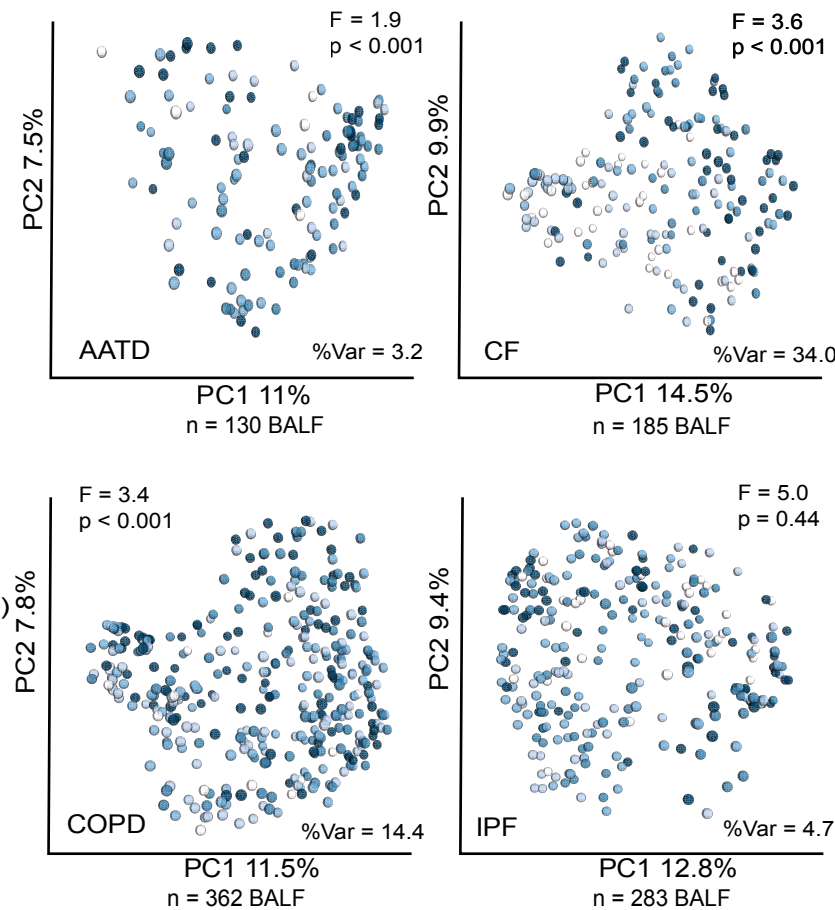 F = 1.9
p < 0.001
PC2 7.5%
AATD
%Var = 3.2
PC1 11%
n = 130 BALF
F = 3.6
p < 0.001
PC2 9.9%
CF
%Var = 34.0
PC1 14.5%
n = 185 BALF
F = 3.4
p < 0.001
)
PC2 7.8%
COPD
%Var = 14.4
PC1 11.5%
n = 362 BALF
F = 5.0
p = 0.44
PC2 9.4%
IPF
%Var = 4.7
PC1 12.8%
n = 283 BALF